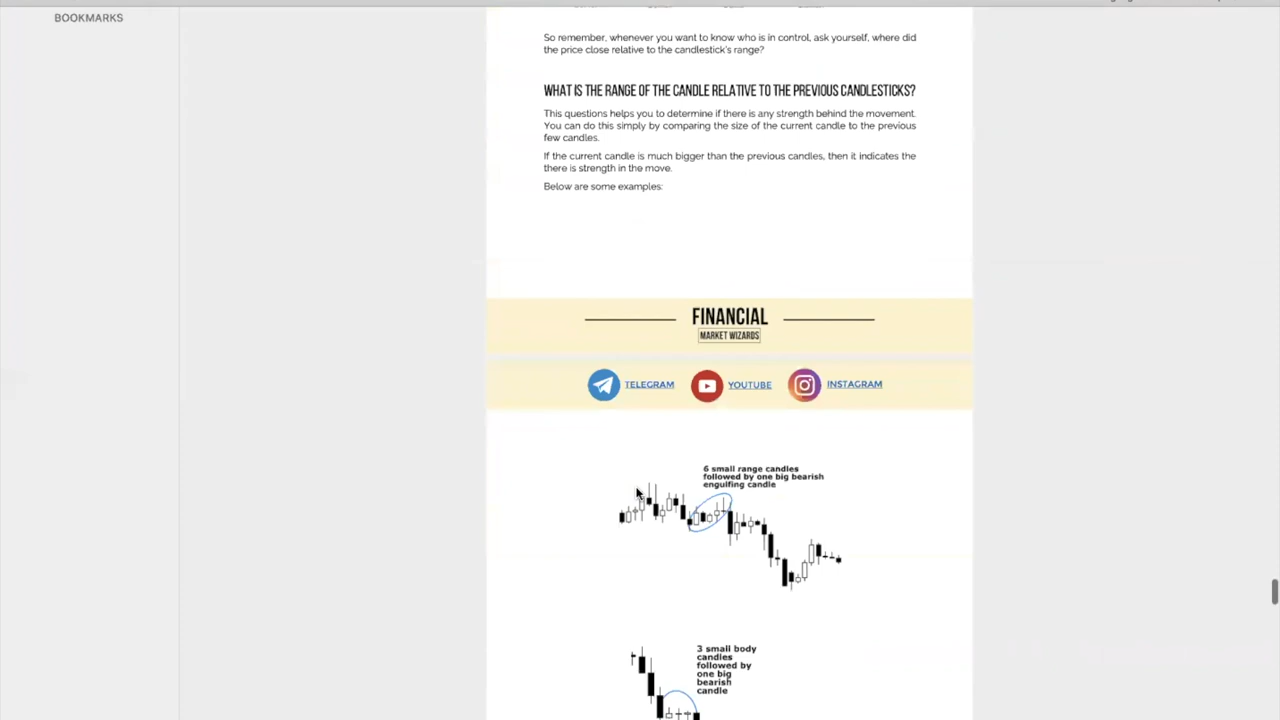 BOOKMARKS
So remember, whenever you want to know who is in control, ask yourself, where did
the price close relative to the candlestick's range?
WHAT IS THE RANGE OF THE CANDLE RELATIVE TO THE PREVIOUS CANDLESTICKS?
This questions helps you to determine if there is any strength behind the movement.
You can do this simply by comparing the size of the current candle to the previous
few candles.
If the current candle is much bigger than the previous candles, then it indicates the
there is strength in the move.
Below are some examples:
FINANCIAL
MARKET WIZARDS
TELEGRAM YOUTUBE INSTAGRAM
6 small range candles
followed by one big bearish
engulfing candle
3 small body
candles
followed by
one big
bearish
candle